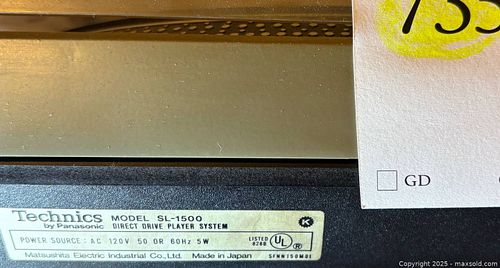 GD
Technics MODEL SL-1500
by Panasonic DIRECT DRIVE PLAYER SYSTEM
K
POWER SOURCE: AC 120V 50 OR 60Hz 5W
LISTED
UL
Matsushita Electric Industrial Co., Ltd. Made in Japan
Copyright 2025 - maxsold.com